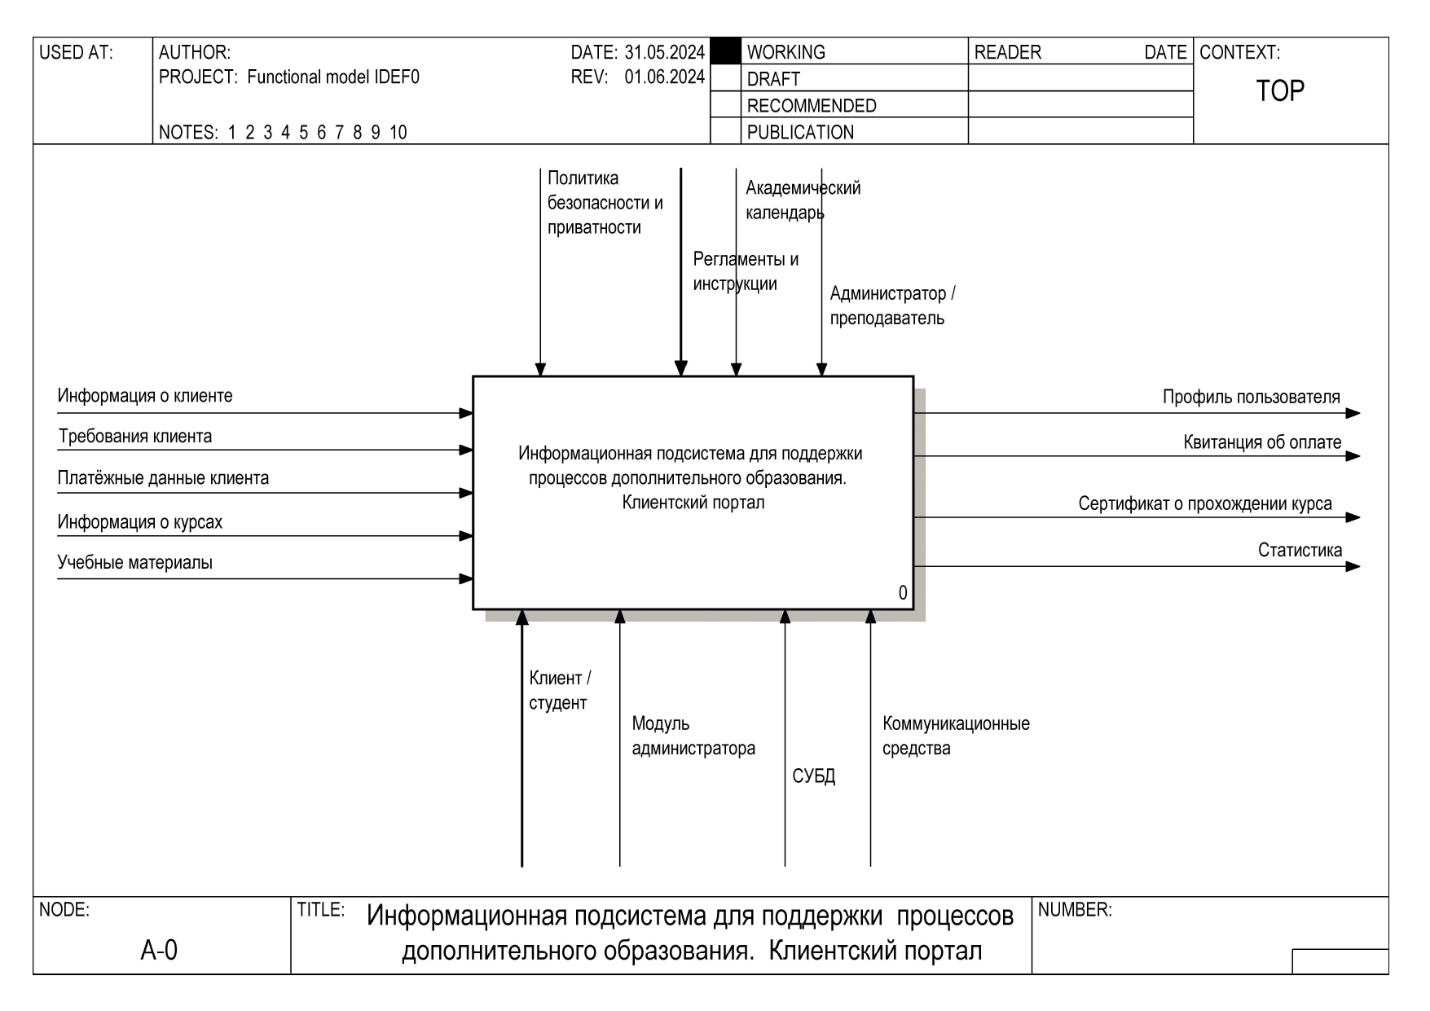 USED AT:
AUTHOR:
DATE: 31.05.2024
WORKING
READER
DATE
CONTEXT:
PROJECT: Functional model IDEF0
REV: 01.06.2024
DRAFT
TOP
RECOMMENDED
NOTES: 1 2 3 4 5 6 7 8 9 10
PUBLICATION
Политика
безопасности и
приватности
Академический
календарь
Регламенты и
инструкции
Администратор /
преподаватель
Информация о клиенте
Требования клиента
Платёжные данные клиента
Информация о курсах
Учебные материалы
Информационная подсистема для поддержки
процессов дополнительного образования.
Клиентский портал
0
Профиль пользователя
Квитанция об оплате
Сертификат о прохождении курса
Статистика
Клиент /
студент
Модуль
администратора
СУБД
Коммуникационные
средства
NODE:
A-0
TITLE:
Информационная подсистема для поддержки процессов
дополнительного образования. Клиентский портал
NUMBER: